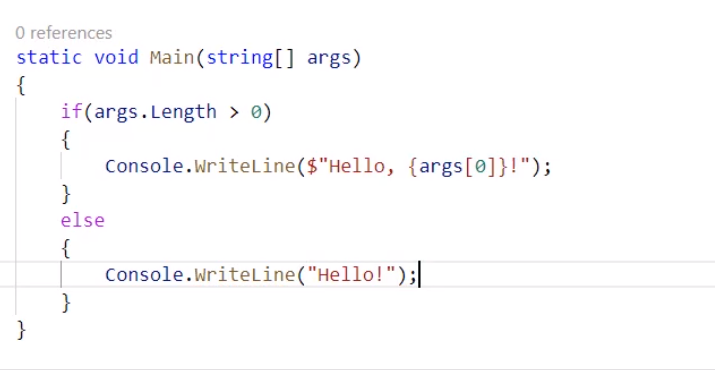 0 references
static void Main(string[] args)
{
    if(args.Length > 0)
    {
        Console.WriteLine($"Hello, {args[0]}!");
    }
    else
    {
        Console.WriteLine("Hello!");
    }
}